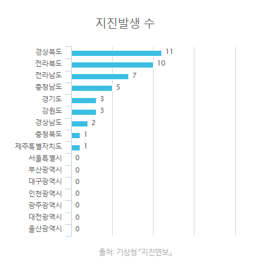 지진발생 수
경상북도 11
전라북도 10
전라남도 7
충청남도 5
경기도 3
강원도 3
경상남도 2
충청북도 1
제주특별자치도 1
서울특별시 0
부산광역시 0
대구광역시 0
인천광역시 0
광주광역시 0
대전광역시 0
울산광역시 0
출처: 기상청 『지진연보』